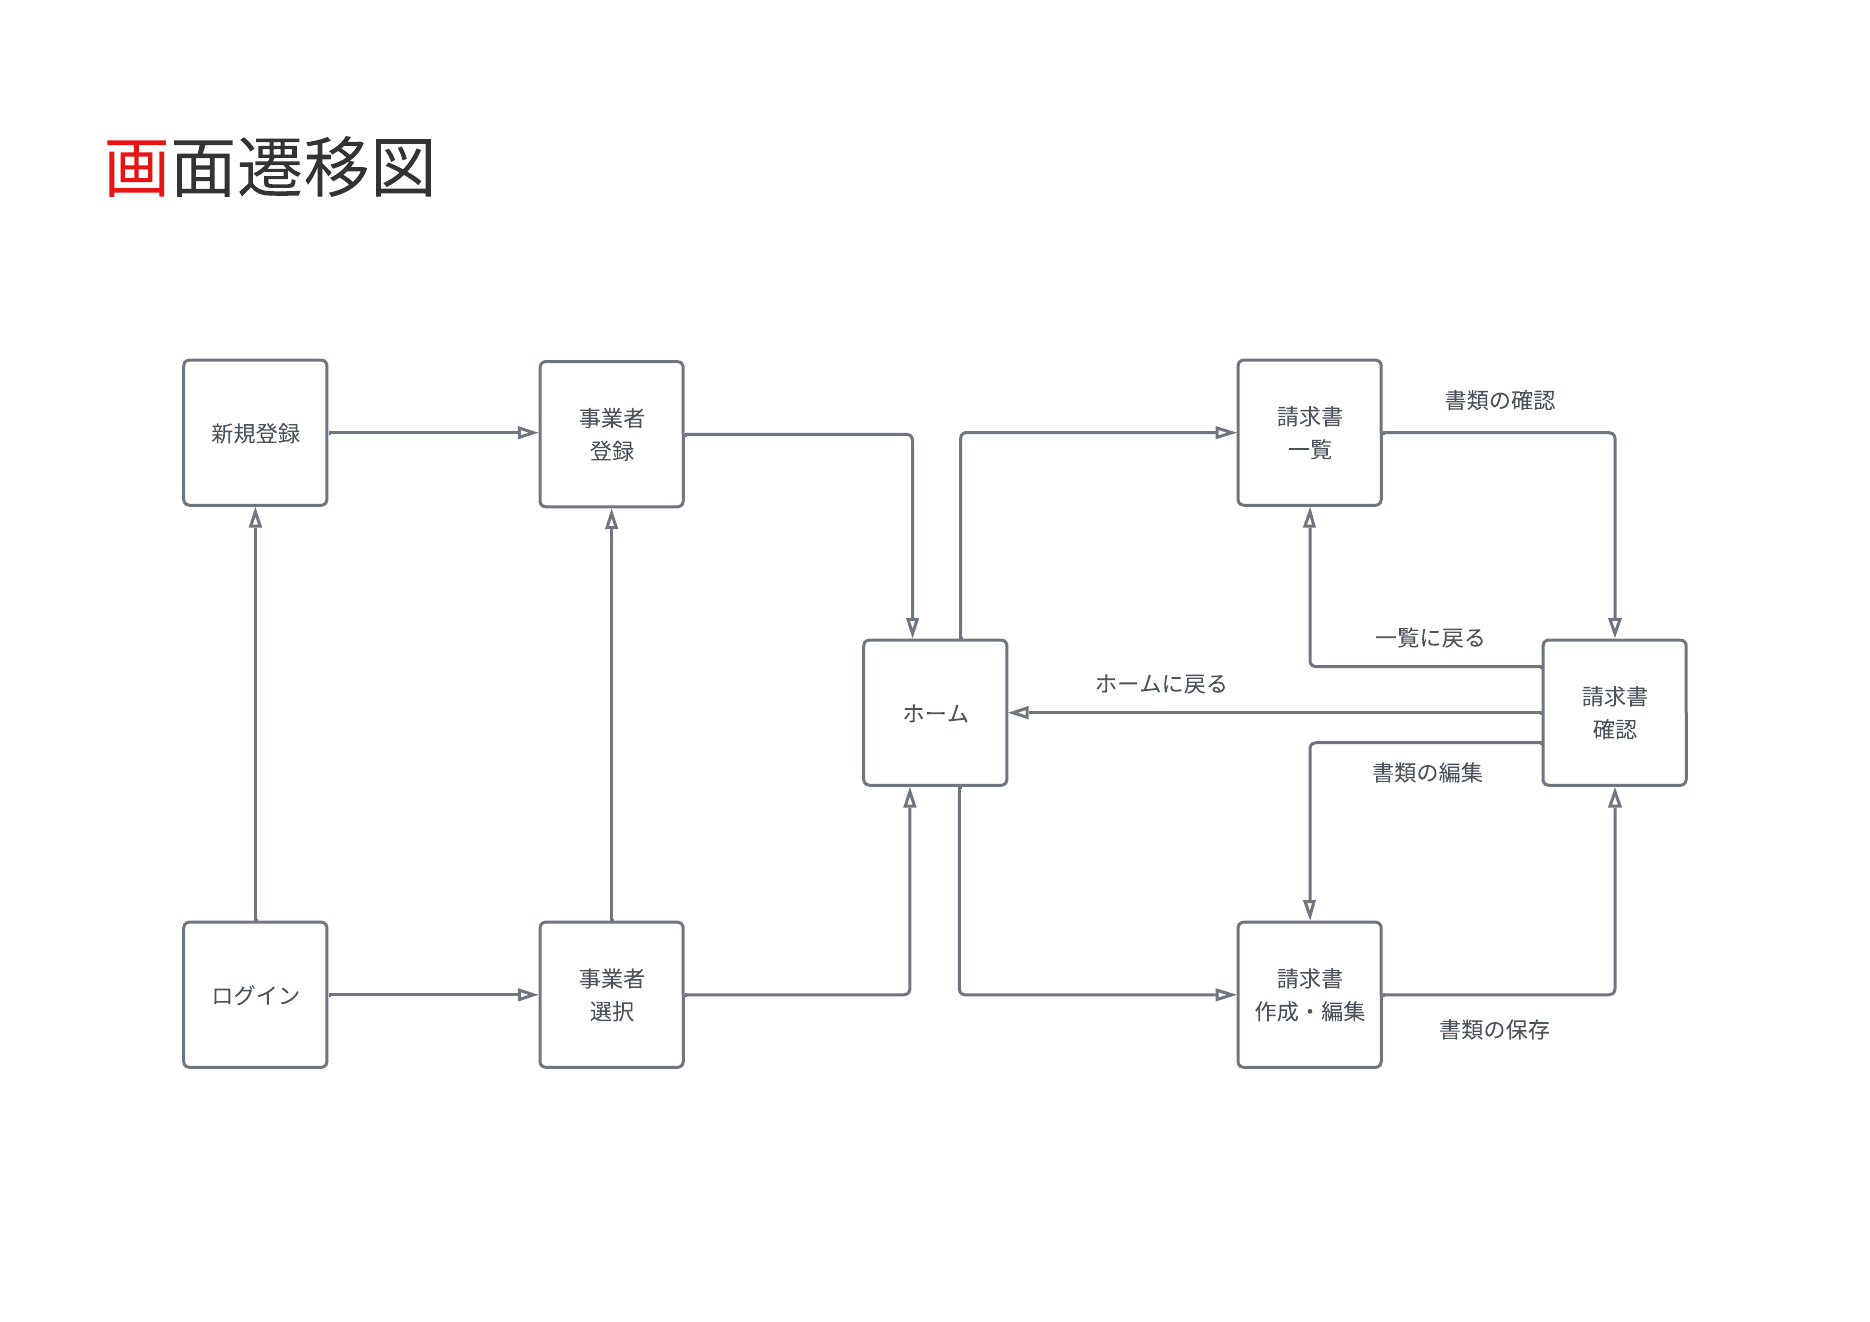 画面遷移図
新規登録
事業者
登録
請求書
一覧
書類の確認
一覧に戻る
ホームに戻る
ホーム
請求書
確認
書類の編集
ログイン
事業者
選択
請求書
作成・編集
書類の保存